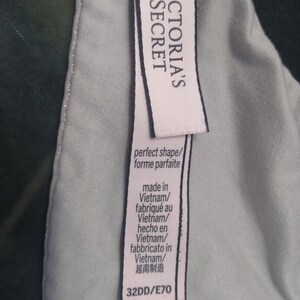 VICTORIA'S
SECRET
perfect shape/
forme parfaite
made in
Vietnam/
fabriqué au
Vietnam/
hecho en
Vietnam/
fabbricato in
Vietnam/
越南制造
32DD/E70